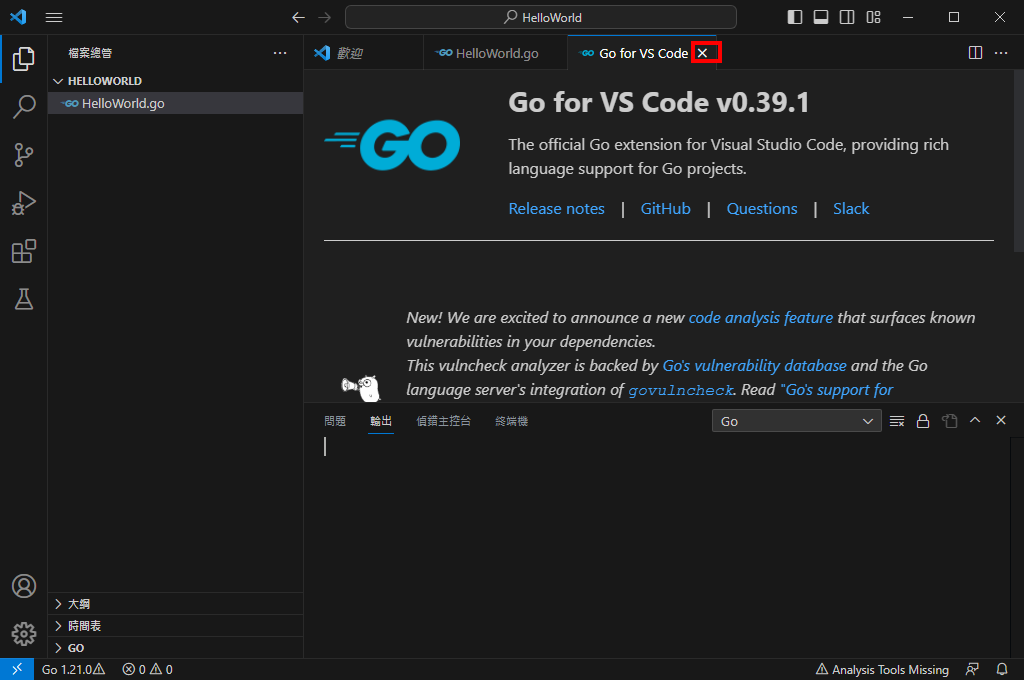 HelloWorld
檔案總管
HELLOWORLD
GO HelloWorld.go
歡迎
GO HelloWorld.go
GO Go for VS Code
GO
Go for VS Code v0.39.1
The official Go extension for Visual Studio Code, providing rich
language support for Go projects.
Release notes | GitHub | Questions | Slack
New! We are excited to announce a new code analysis feature that surfaces known
vulnerabilities in your dependencies.
This vulncheck analyzer is backed by Go's vulnerability database and the Go
language server's integration of govulncheck. Read "Go's support for
問題 輸出 偵錯主控台 終端機
Go
大綱
時間表
GO
Go 1.21.0 0 0 Analysis Tools Missing